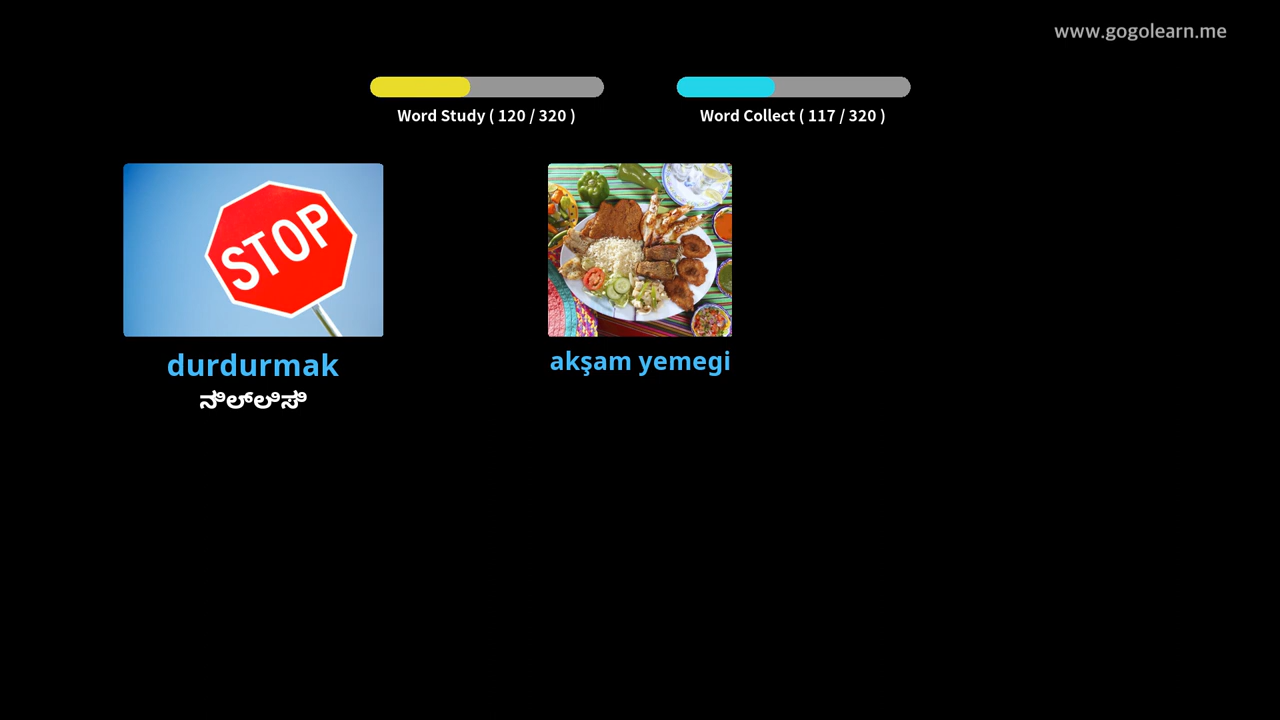 www.gogolearn.me
Word Study ( 120 / 320 )
Word Collect ( 117 / 320 )
STOP
durdurmak
ನಿಲ್ಲಿಸಿ
akşam yemegi